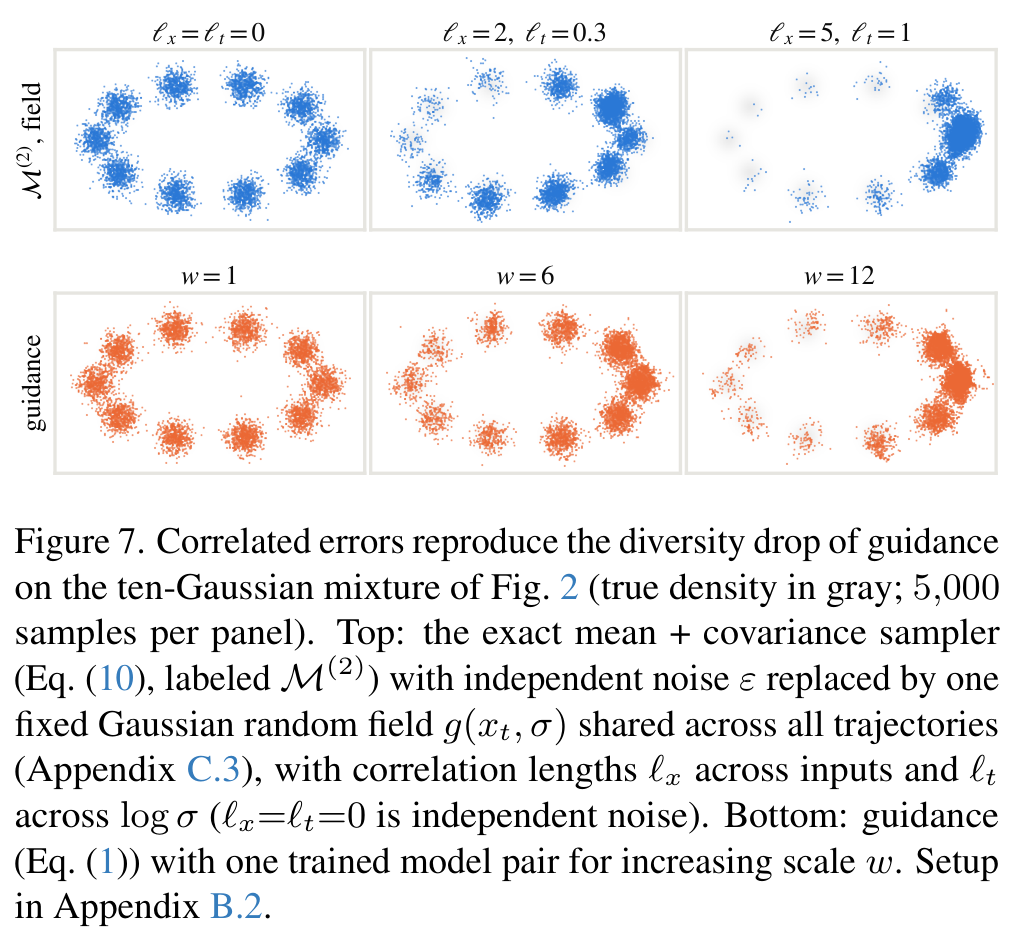 ℓx = ℓt = 0
ℓx = 2, ℓt = 0.3
ℓx = 5, ℓt = 1
M(2), field
w = 1
w = 6
w = 12
guidance
Figure 7. Correlated errors reproduce the diversity drop of guidance
on the ten-Gaussian mixture of Fig. 2 (true density in gray; 5,000
samples per panel). Top: the exact mean + covariance sampler
(Eq. (10), labeled M(2)) with independent noise ε replaced by one
fixed Gaussian random field g(xt, σ) shared across all trajectories
(Appendix C.3), with correlation lengths ℓx across inputs and ℓt
across log σ (ℓx=ℓt=0 is independent noise). Bottom: guidance
(Eq. (1)) with one trained model pair for increasing scale w. Setup
in Appendix B.2.